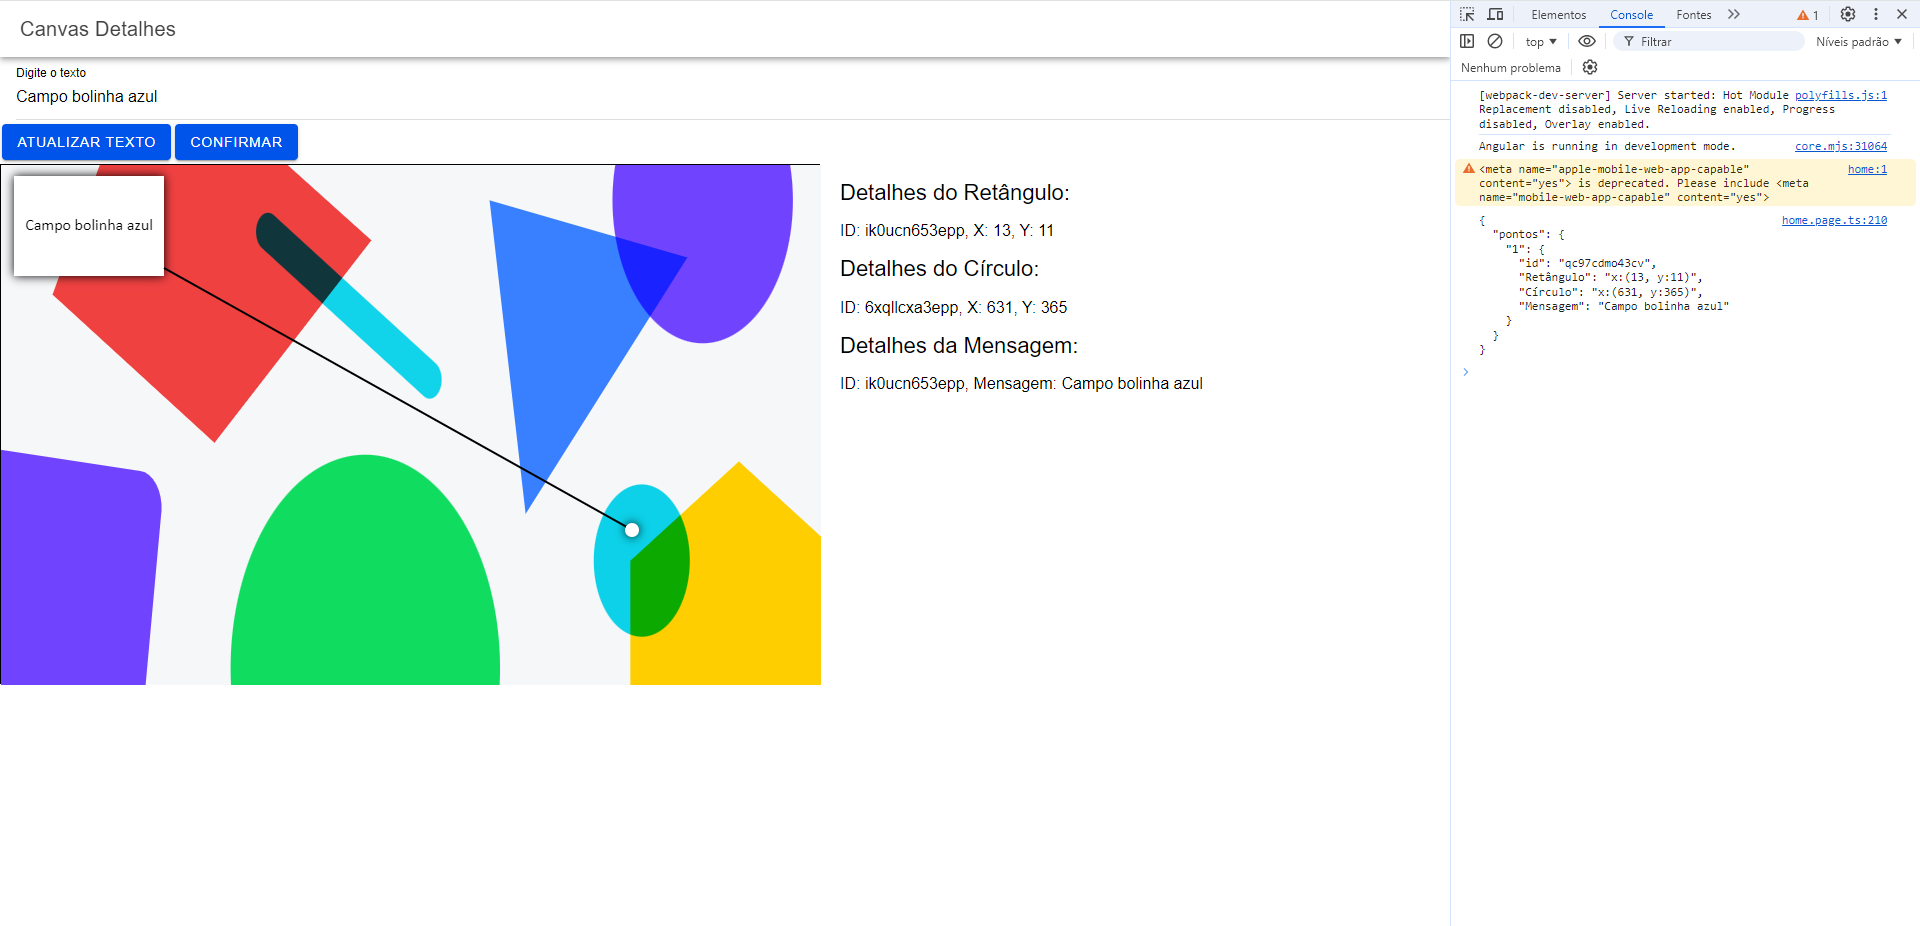 Canvas Detalhes
Digite o texto
Campo bolinha azul
ATUALIZAR TEXTO CONFIRMAR
Campo bolinha azul
Detalhes do Retângulo:
ID: ik0ucn653epp, X: 13, Y: 11
Detalhes do Círculo:
ID: 6xqllcxa3epp, X: 631, Y: 365
Detalhes da Mensagem:
ID: ik0ucn653epp, Mensagem: Campo bolinha azul
Elementos Console Fontes 1
top Filtrar Níveis padrão
Nenhum problema
[webpack-dev-server] Server started: Hot Module polyfills.js:1
Replacement disabled, Live Reloading enabled, Progress
disabled, Overlay enabled.
Angular is running in development mode. core.mjs:31064
<meta name="apple-mobile-web-app-capable" home:1
content="yes"> is deprecated. Please include <meta
name="mobile-web-app-capable" content="yes">
{ home.page.ts:210
"pontos": {
"1": {
"id": "qc97cdmo43cv",
"Retângulo": "x:(13, y:11)",
"Círculo": "x:(631, y:365)",
"Mensagem": "Campo bolinha azul"
}
}
}